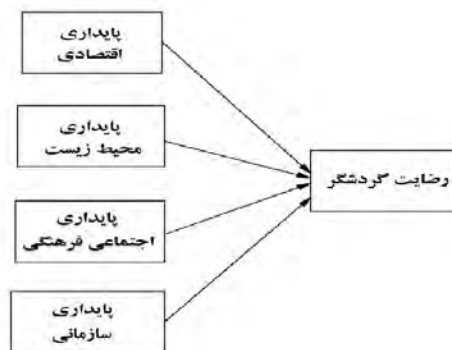 پایداری
اقتصادی
پایداری
محیط زیست
رضایت گردشگر
پایداری
اجتماعی فرهنگی
پایداری
سازمانی